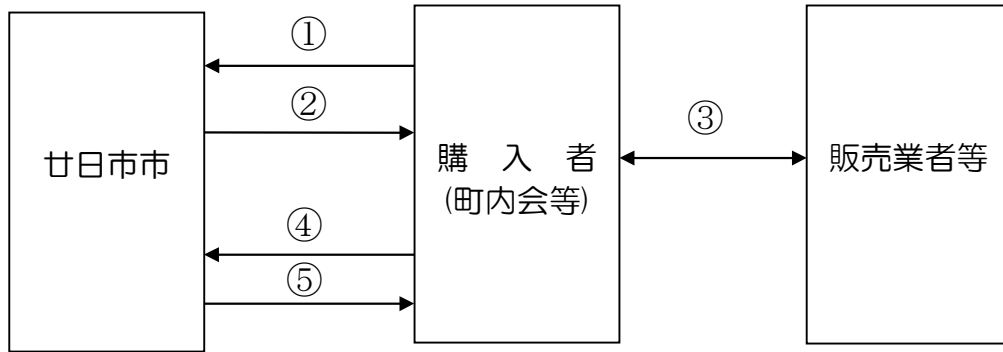 ①
②
③
廿日市市
購 入 者
(町内会等)
販売業者等
④
⑤